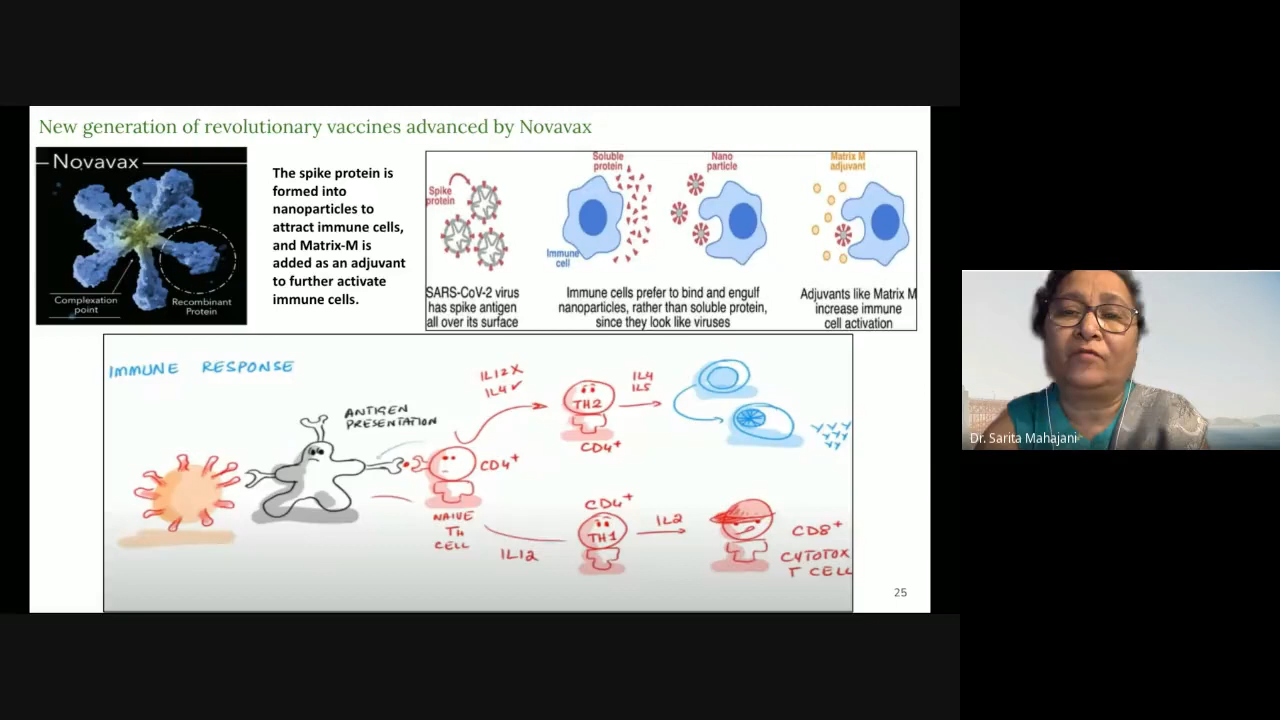 New generation of revolutionary vaccines advanced by Novavax
Novavax
Complexation
point
Recombinant
Protein
The spike protein is
formed into
nanoparticles to
attract immune cells,
and Matrix-M is
added as an adjuvant
to further activate
immune cells.
Spike
protein
SARS-CoV-2 virus
has spike antigen
all over its surface
Soluble
protein
Nano
particle
Immune
cell
Immune cells prefer to bind and engulf
nanoparticles, rather than soluble protein,
since they look like viruses
Matrix M
adjuvant
Adjuvants like Matrix M
increase immune
cell activation
IMMUNE RESPONSE
ANTIGEN
PRESENTATION
IL12 X
IL4 ✓
CD4+
NAIVE
TH
CELL
TH2
CD4+
IL4
IL5
IL12
CD4+
TH1
IL2
CD8+
CYTOTOX
T CELL
25
Dr. Sarita Mahajani